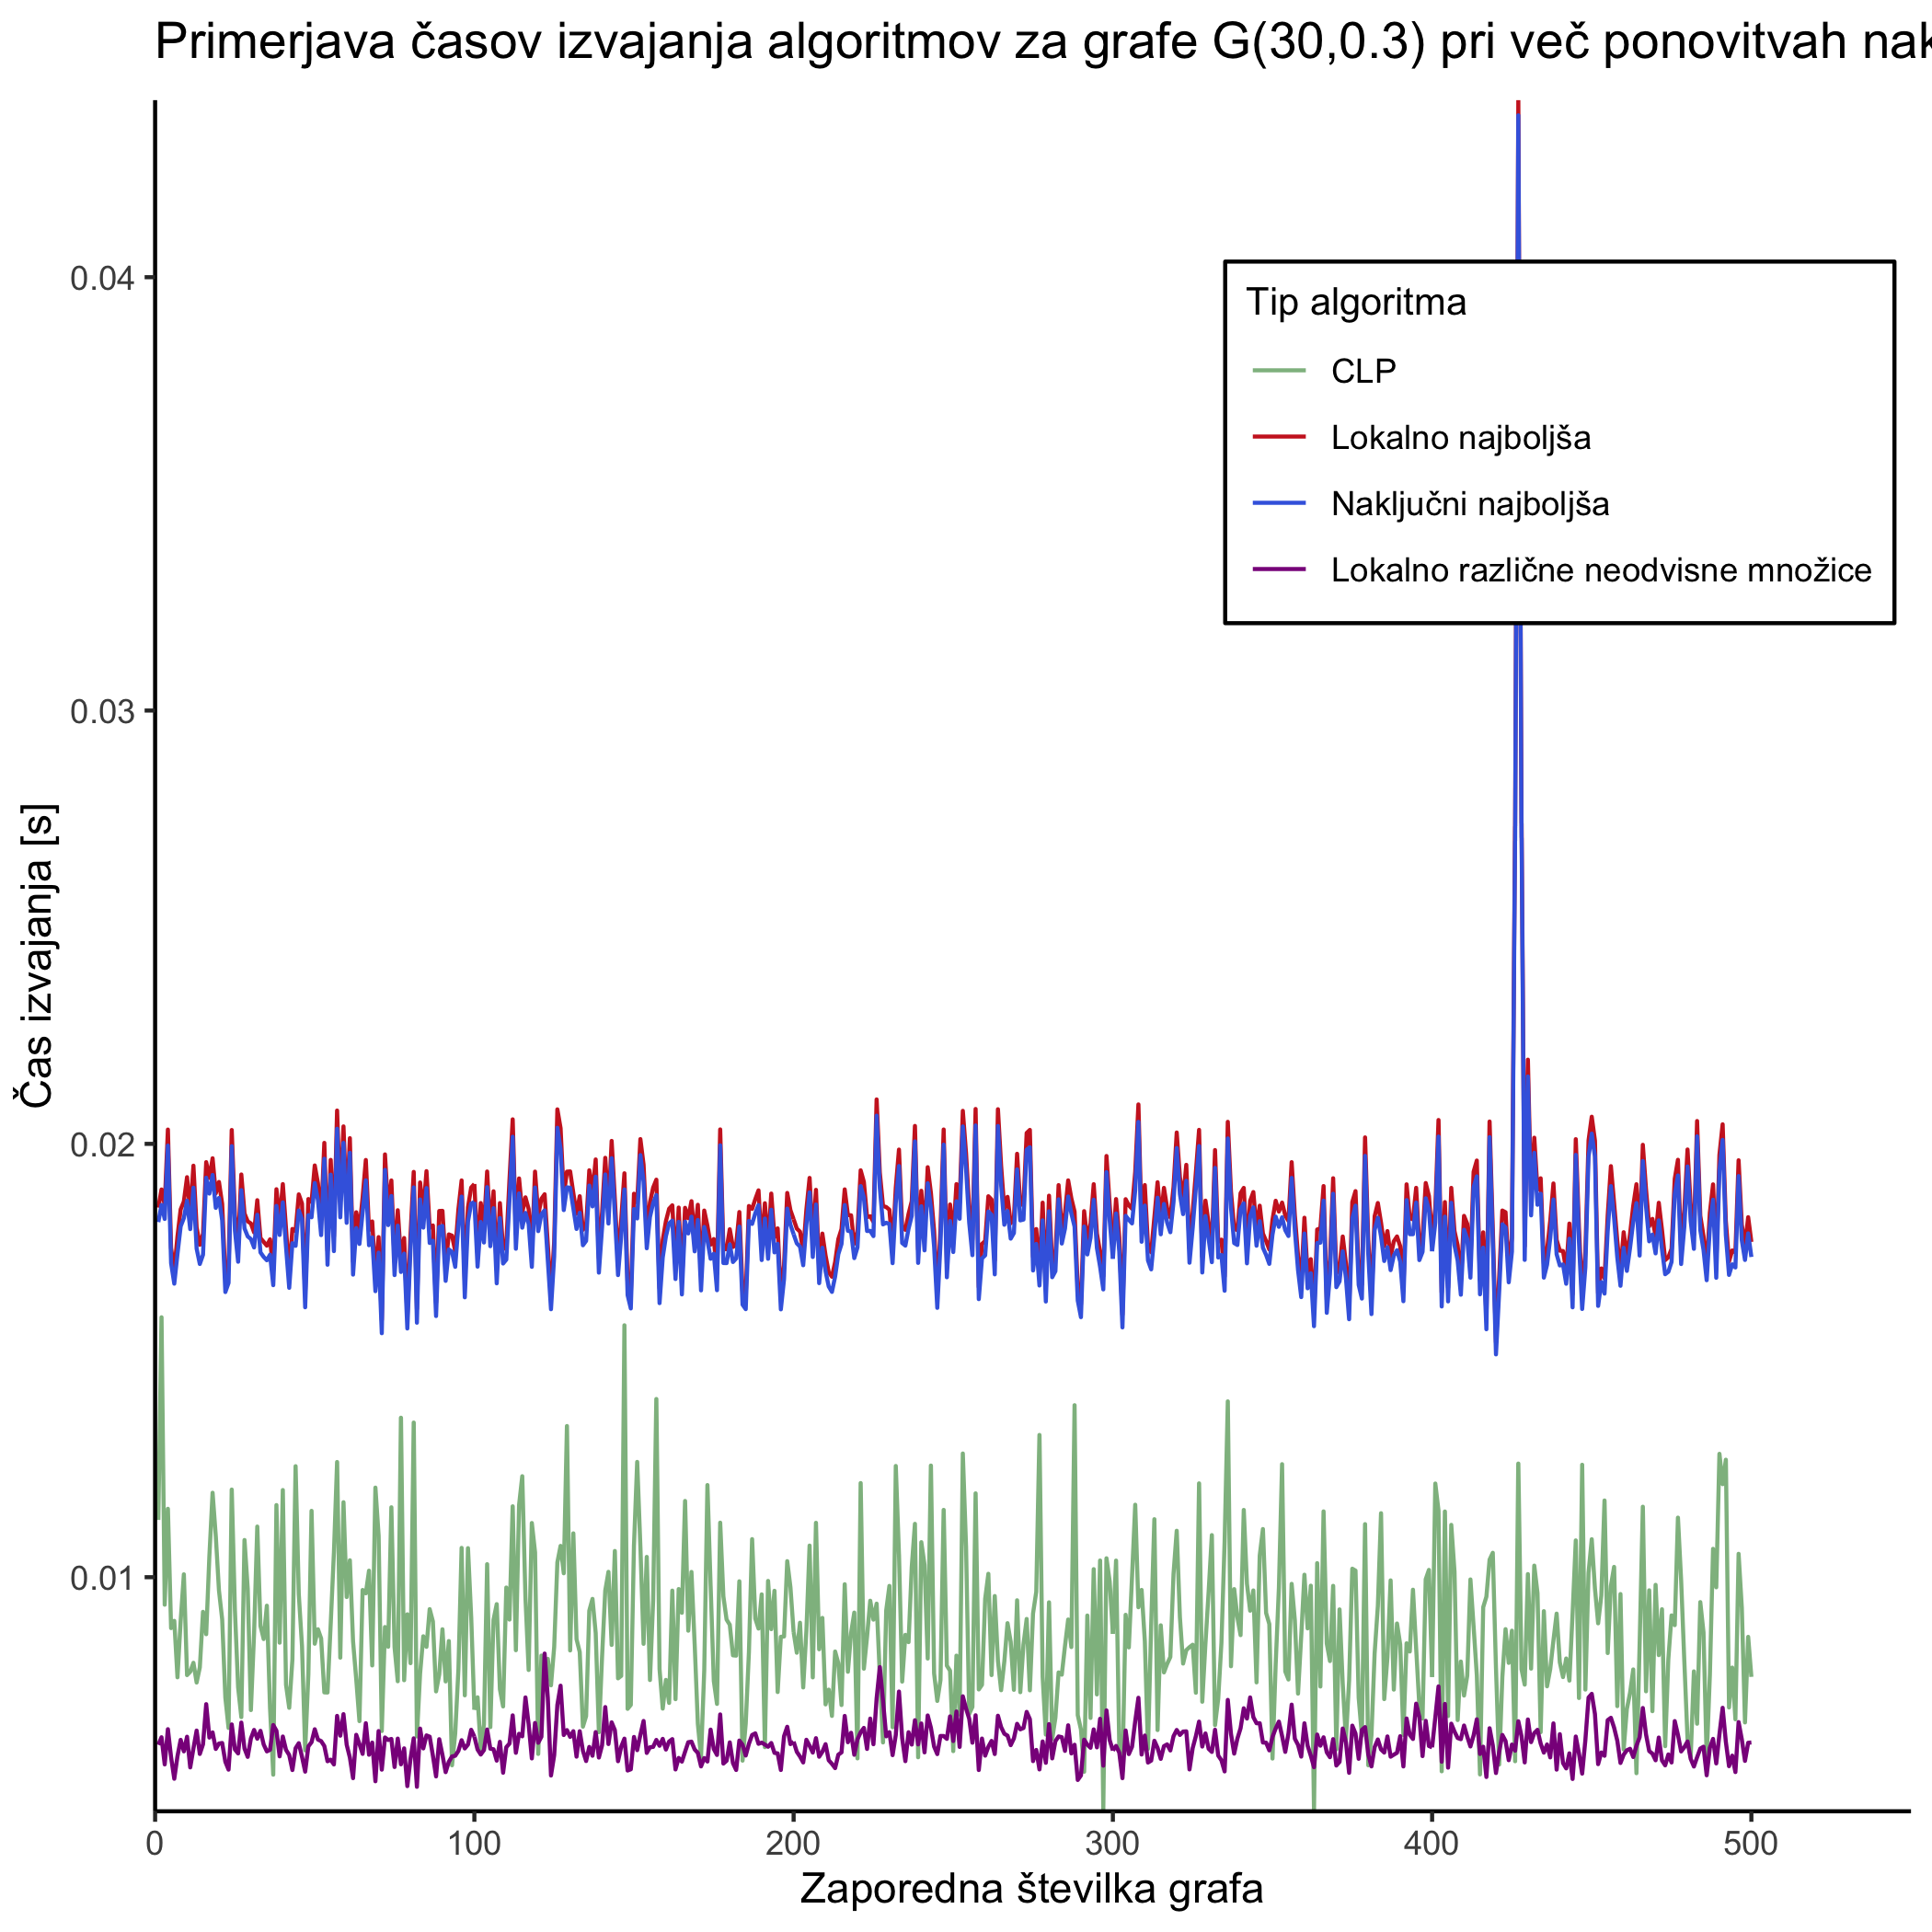 Primerjava časov izvajanja algoritmov za grafe G(30,0.3) pri več ponovitvah
0.04
Tip algoritma
CLP
Lokalno najboljša
Naključni najboljša
Lokalno različne neodvisne množice
0.03
Čas izvajanja [s]
0.02
0.01
0 100 200 300 400 500
Zaporedna številka grafa